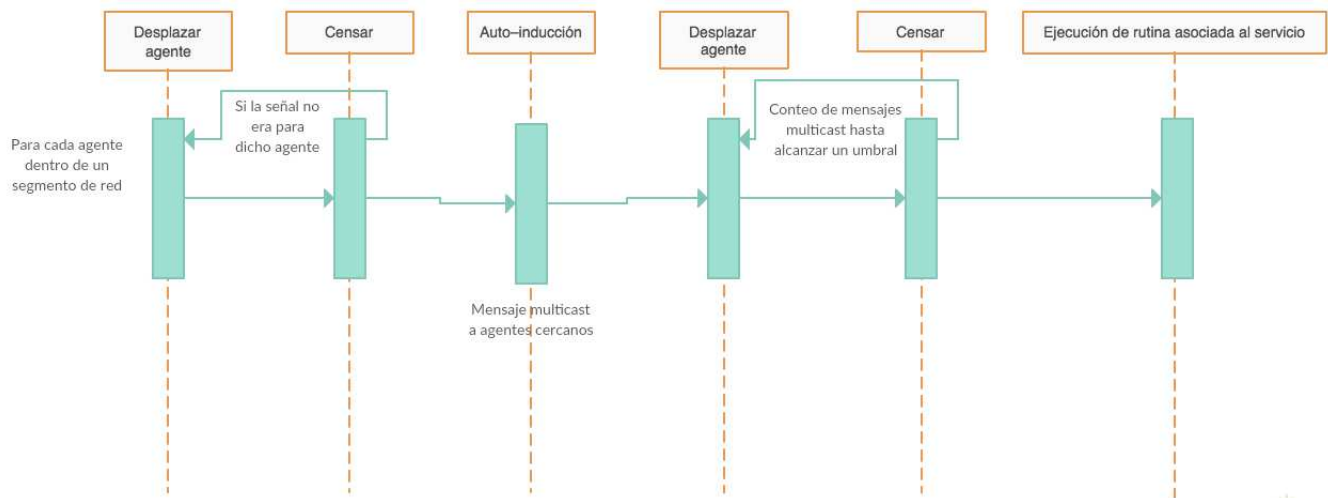 Desplazar
agente
Censar
Auto–inducción
Desplazar
agente
Censar
Ejecución de rutina asociada al servicio
Para cada agente
dentro de un
segmento de red
Si la señal no
era para
dicho agente
Conteo de mensajes
multicast hasta
alcanzar un umbral
Mensaje multicast
a agentes cercanos